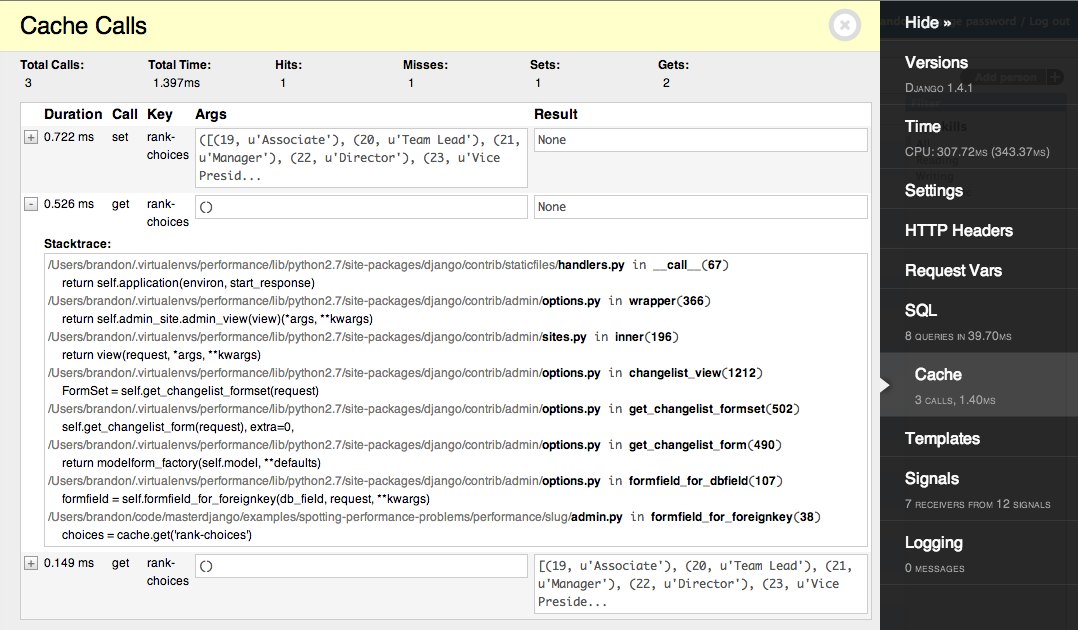 Cache Calls
Total Calls: Total Time: Hits: Misses: Sets: Gets:
3 1.397ms 1 1 1 2
Duration Call Key Args Result
+ 0.722 ms set rank-choices ([(19, u'Associate'), (20, u'Team Lead'), (21, None
u'Manager'), (22, u'Director'), (23, u'Vice
Presid...
- 0.526 ms get rank-choices () None
Stacktrace:
/Users/brandon/.virtualenvs/performance/lib/python2.7/site-packages/django/contrib/staticfiles/handlers.py in __call__(67)
return self.application(environ, start_response)
/Users/brandon/.virtualenvs/performance/lib/python2.7/site-packages/django/contrib/admin/options.py in wrapper(366)
return self.admin_site.admin_view(view)(*args, **kwargs)
/Users/brandon/.virtualenvs/performance/lib/python2.7/site-packages/django/contrib/admin/sites.py in inner(196)
return view(request, *args, **kwargs)
/Users/brandon/.virtualenvs/performance/lib/python2.7/site-packages/django/contrib/admin/options.py in changelist_view(1212)
FormSet = self.get_changelist_formset(request)
/Users/brandon/.virtualenvs/performance/lib/python2.7/site-packages/django/contrib/admin/options.py in get_changelist_formset(502)
self.get_changelist_form(request), extra=0,
/Users/brandon/.virtualenvs/performance/lib/python2.7/site-packages/django/contrib/admin/options.py in get_changelist_form(490)
return modelform_factory(self.model, **defaults)
/Users/brandon/.virtualenvs/performance/lib/python2.7/site-packages/django/contrib/admin/options.py in formfield_for_dbfield(107)
formfield = self.formfield_for_foreignkey(db_field, request, **kwargs)
/Users/brandon/code/masterdjango/examples/spotting-performance-problems/performance/slug/admin.py in formfield_for_foreignkey(38)
choices = cache.get('rank-choices')
+ 0.149 ms get rank-choices () [(19, u'Associate'), (20, u'Team Lead'), (21,
u'Manager'), (22, u'Director'), (23, u'Vice
Preside...
Hide »
password / Log out
Versions
Add person +
Django 1.4.1
Filter
Time
CPU: 307.72ms (343.37ms)
Settings
HTTP Headers
Request Vars
SQL
8 queries in 39.70ms
Cache
3 calls, 1.40ms
Templates
Signals
7 receivers from 12 signals
Logging
0 messages